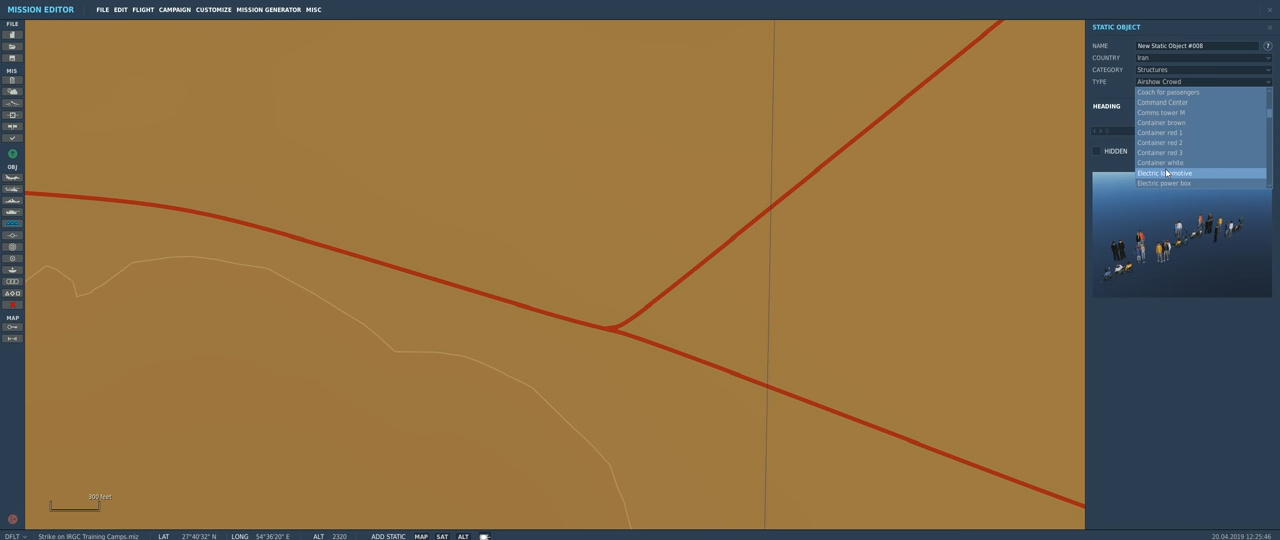 MISSION EDITOR FILE EDIT FLIGHT CAMPAIGN CUSTOMIZE MISSION GENERATOR MISC
FILE
MIS
OBJ
MAP
STATIC OBJECT
NAME New Static Object #008 ?
COUNTRY Iran
CATEGORY Structures
TYPE Airshow Crowd
Coach for passengers
Command Center
Comms tower M
Container brown
Container red 1
Container red 2
Container red 3
Container white
Electric locomotive
Electric power box
HEADING
HIDDEN
300 feet
DFLT Strike on IRGC Training Camps.miz LAT 27°40'32" N LONG 54°36'20" E ALT 2320 ADD STATIC MAP SAT ALT 20.04.2019 12:25:46